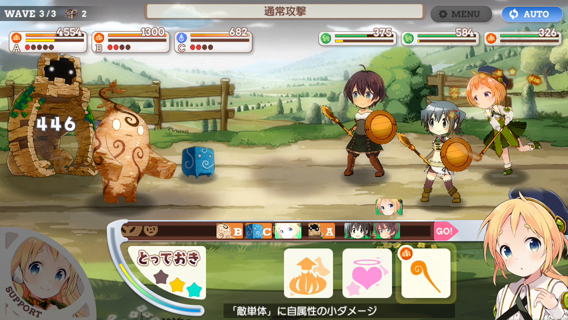 WAVE 3/3 2
通常攻撃
MENU
AUTO
4554
A
1300
B
682
C
375
584
326
446
B C A GO!
SUPPORT
とっておき
「敵単体」に自属性の小ダメージ